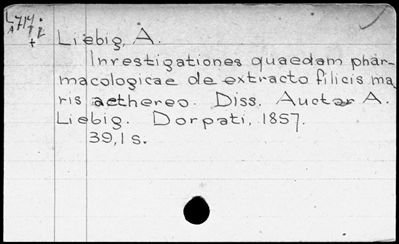 Liebig, A.
Investigationes quaedam phar-
macologicae de extracto filicis ma
ris aethereo. Diss. Auctor A.
Liebig. Dorpati, 1857.
39,1 s.